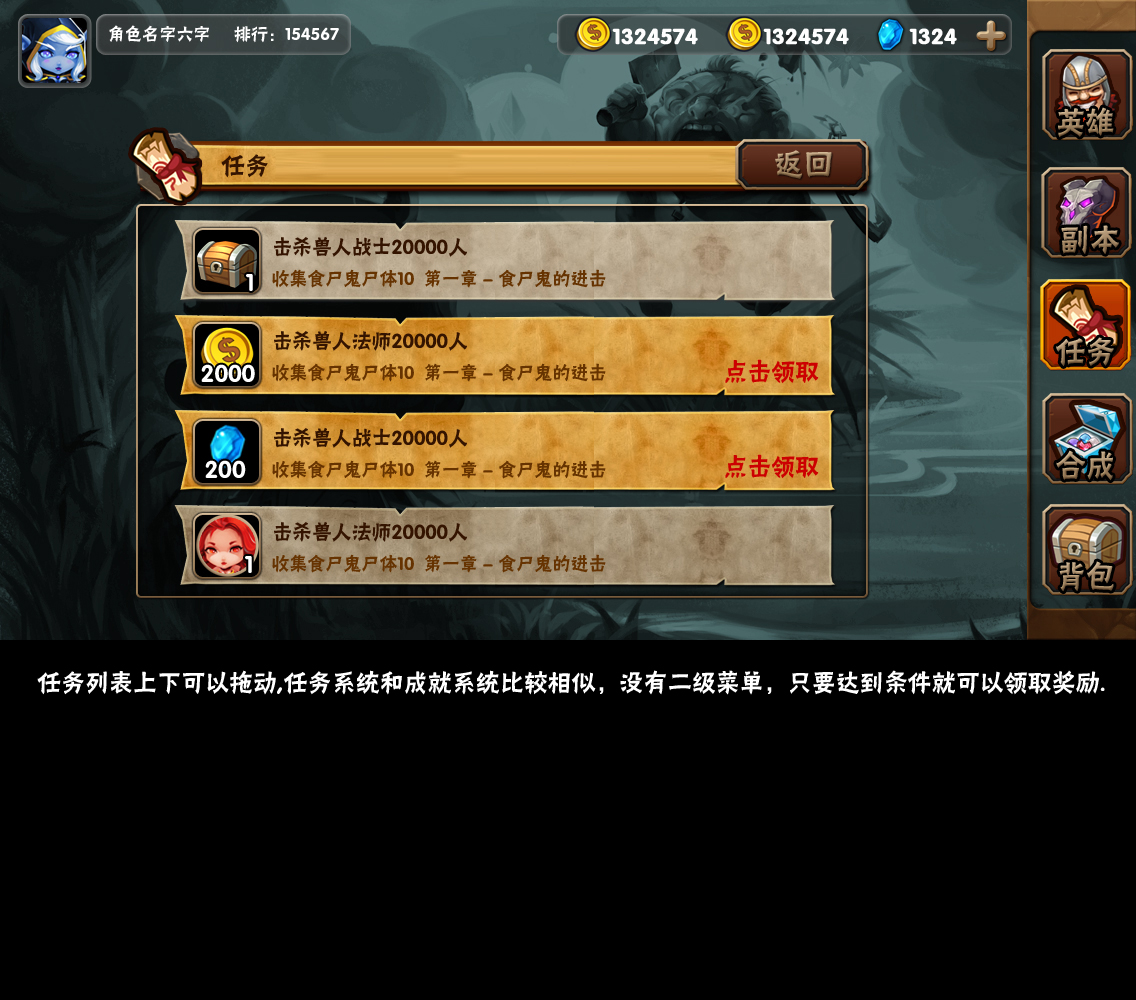 角色名字六字 排行：154567
1324574 1324574 1324
英雄
任务 返回
副本
击杀兽人战士20000人
收集食尸鬼尸体10 第一章 – 食尸鬼的进击
1
击杀兽人法师20000人
收集食尸鬼尸体10 第一章 – 食尸鬼的进击
2000
点击领取
任务
击杀兽人战士20000人
收集食尸鬼尸体10 第一章 – 食尸鬼的进击
200
点击领取
合成
击杀兽人法师20000人
收集食尸鬼尸体10 第一章 – 食尸鬼的进击
1
背包
任务列表上下可以拖动,任务系统和成就系统比较相似，没有二级菜单，只要达到条件就可以领取奖励.